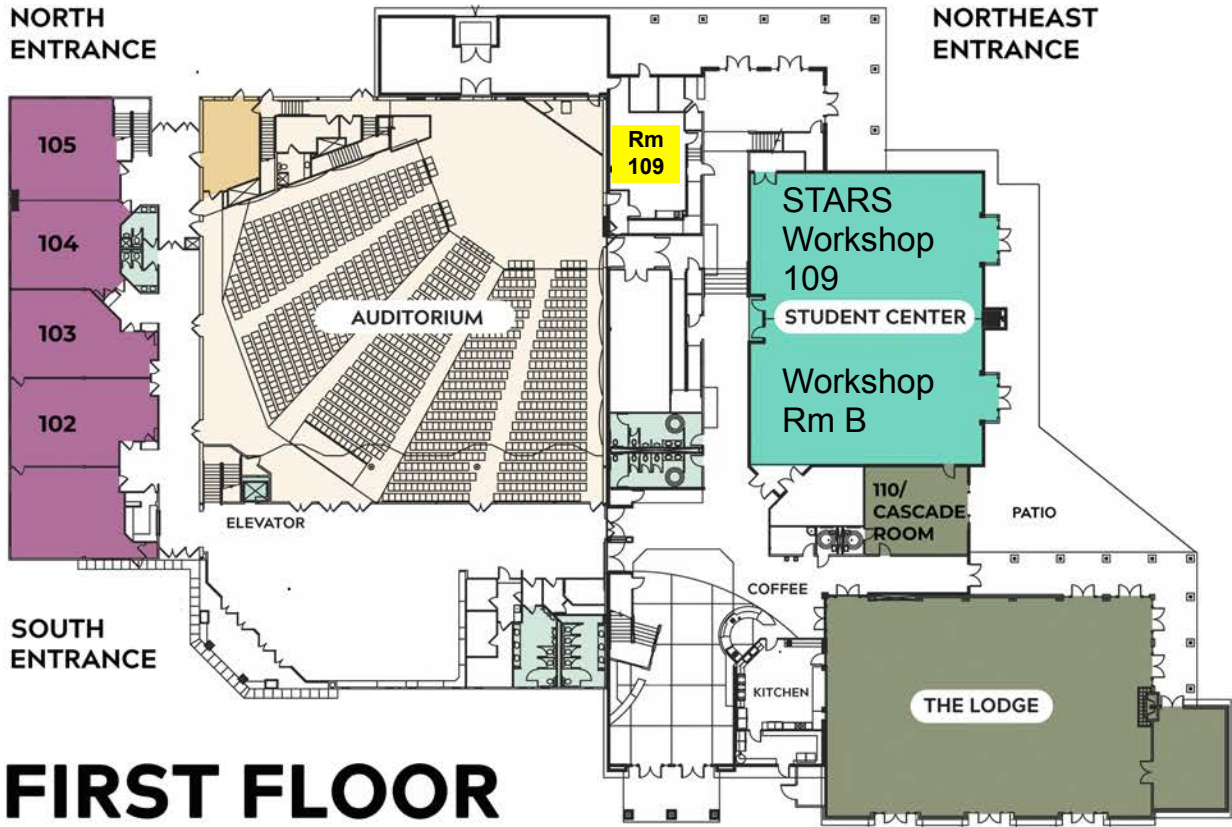 NORTH
ENTRANCE
NORTHEAST
ENTRANCE
105
Rm
109
104
STARS
Workshop
109
AUDITORIUM
STUDENT CENTER
103
Workshop
Rm B
102
110/
CASCADE
ROOM
PATIO
ELEVATOR
COFFEE
SOUTH
ENTRANCE
KITCHEN
THE LODGE
FIRST FLOOR